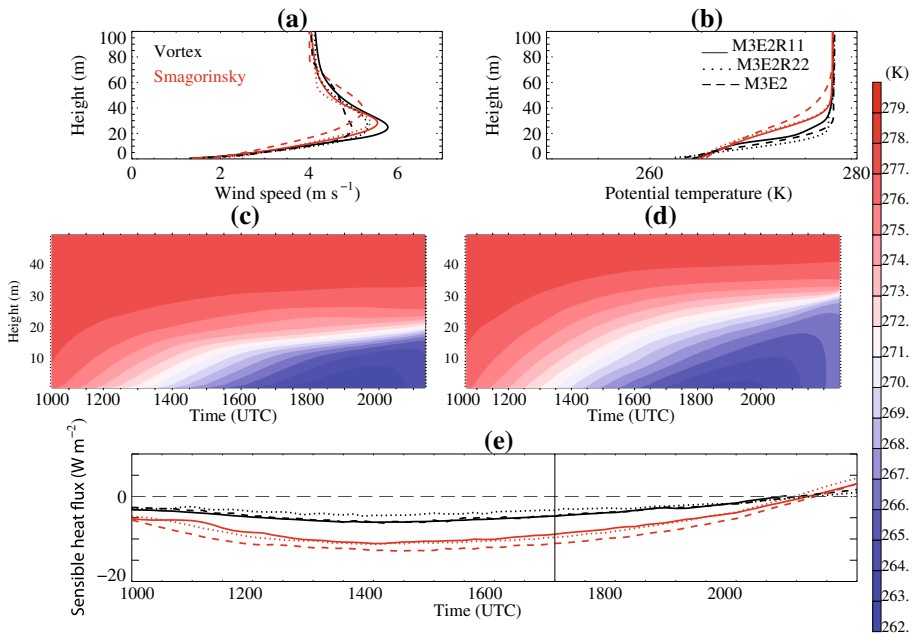 (a)
(b)
100
80
60
40
20
0
Height (m)
Vortex
Smagorinsky
0 2 4 6
Wind speed (m s⁻¹)
100
80
60
40
20
0
Height (m)
M3E2R11
M3E2R22
M3E2
260 280
Potential temperature (K)
(K)
279.
278.
277.
276.
275.
274.
273.
272.
271.
270.
269.
268.
267.
266.
265.
264.
263.
262.
(c)
(d)
40
30
20
10
Height (m)
1000 1200 1400 1600 1800 2000
Time (UTC)
40
30
20
10
1000 1200 1400 1600 1800 2000
Time (UTC)
(e)
Sensible heat flux (W m⁻²)
0
−20
1000 1200 1400 1600 1800 2000
Time (UTC)